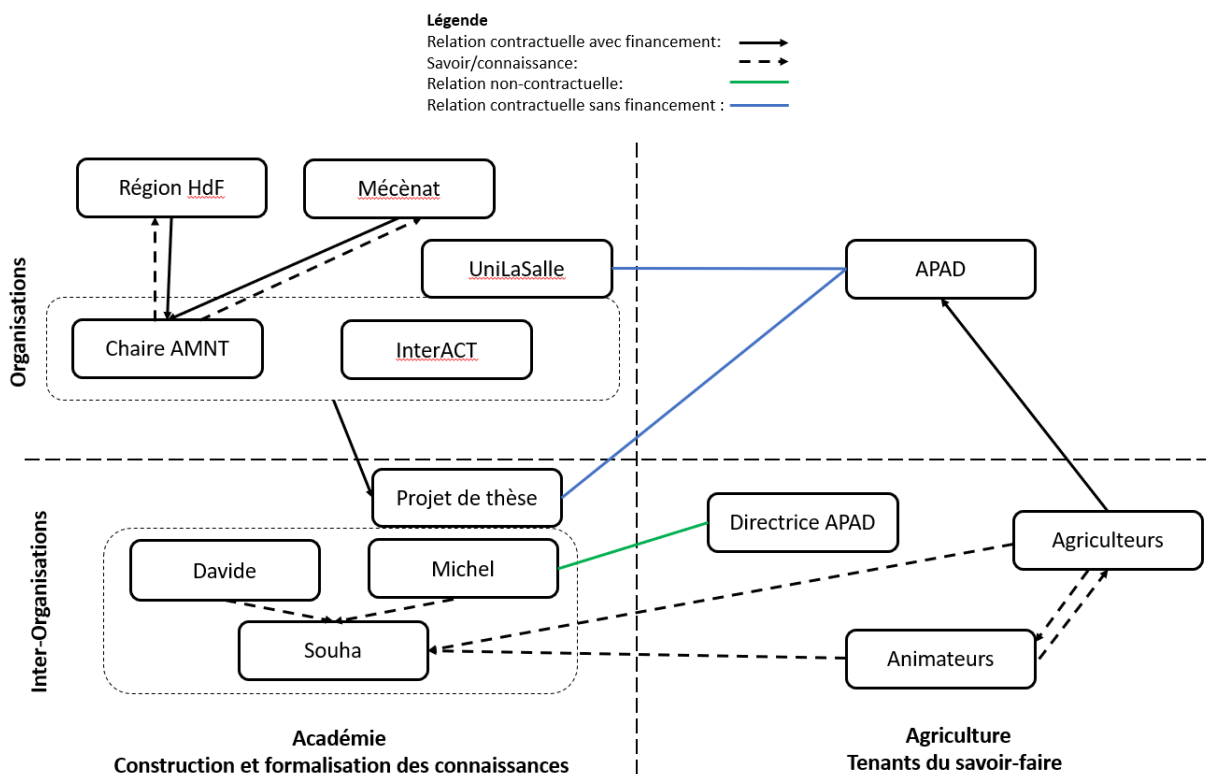 Légende
Relation contractuelle avec financement:
Savoir/connaissance:
Relation non-contractuelle:
Relation contractuelle sans financement :
Organisations
Région HdF
Mécènat
UniLaSalle
APAD
Chaire AMNT
InterACT
Inter-Organisations
Projet de thèse
Directrice APAD
Agriculteurs
Davide
Michel
Souha
Animateurs
Académie
Construction et formalisation des connaissances
Agriculture
Tenants du savoir-faire